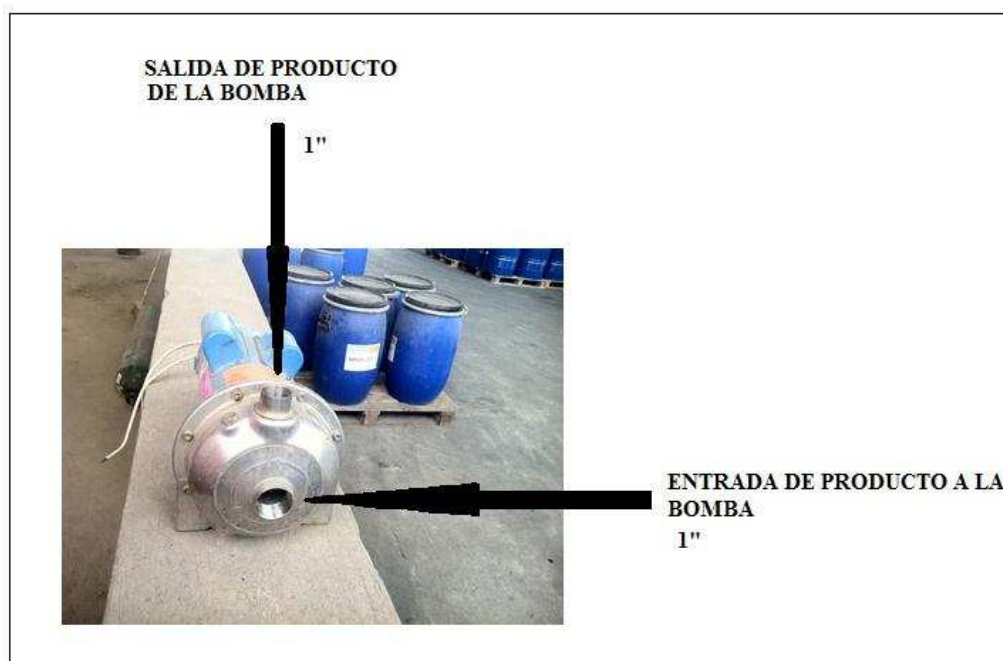 SALIDA DE PRODUCTO
DE LA BOMBA
1"
ENTRADA DE PRODUCTO A LA
BOMBA
1"